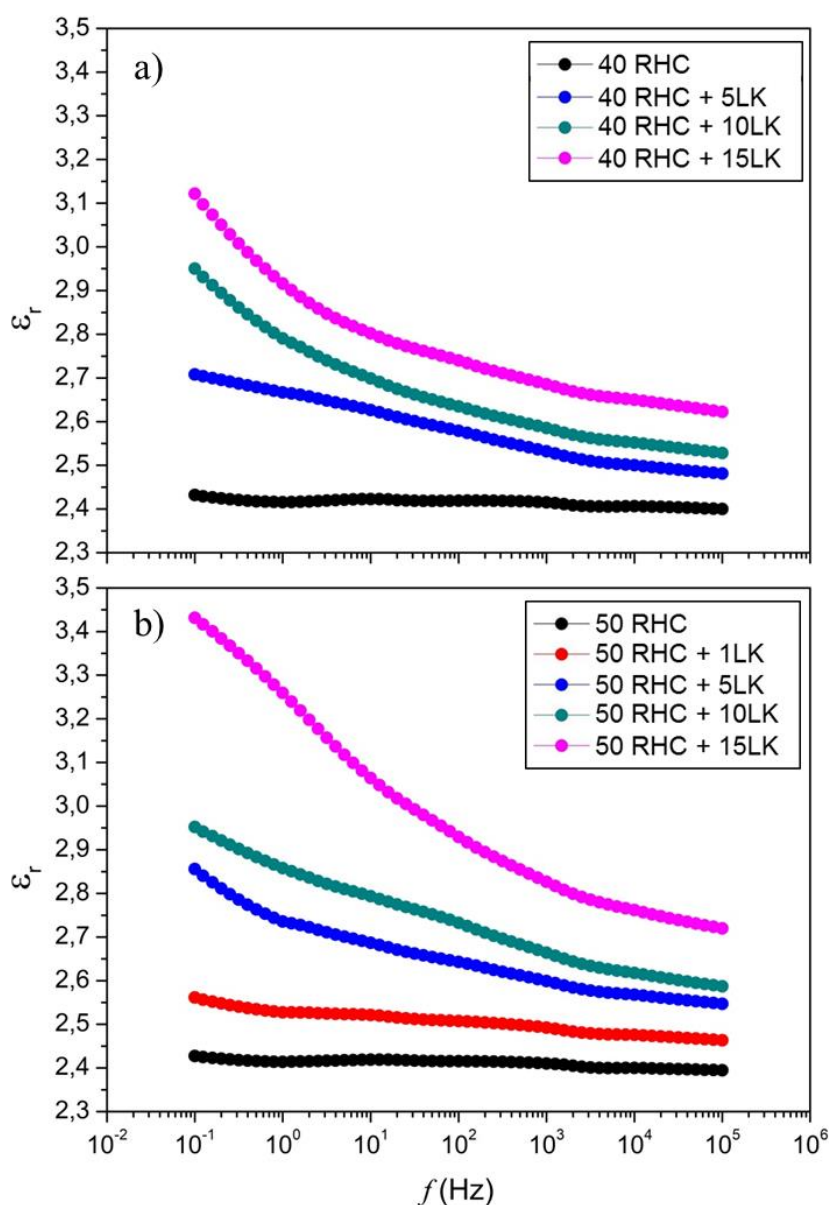 a)
40 RHC
40 RHC + 5LK
40 RHC + 10LK
40 RHC + 15LK
3,5
3,4
3,3
3,2
3,1
3,0
2,9
2,8
2,7
2,6
2,5
2,4
2,3
εr
b)
50 RHC
50 RHC + 1LK
50 RHC + 5LK
50 RHC + 10LK
50 RHC + 15LK
3,5
3,4
3,3
3,2
3,1
3,0
2,9
2,8
2,7
2,6
2,5
2,4
2,3
εr
10⁻² 10⁻¹ 10⁰ 10¹ 10² 10³ 10⁴ 10⁵ 10⁶
f (Hz)